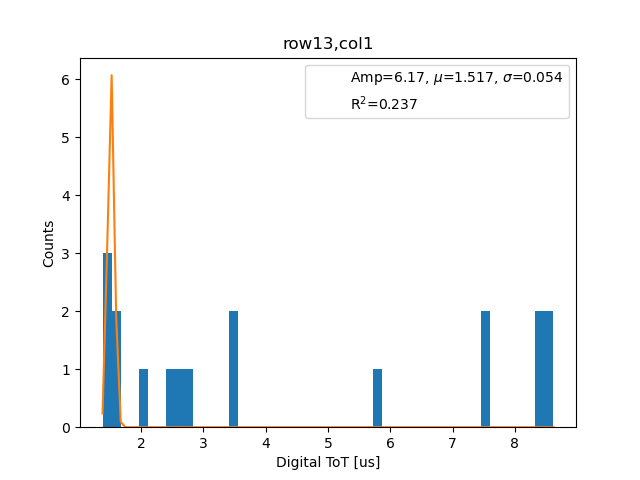 row13,col1
Amp=6.17, μ=1.517, σ=0.054
R²=0.237
Counts
6
5
4
3
2
1
0
2 3 4 5 6 7 8
Digital ToT [us]